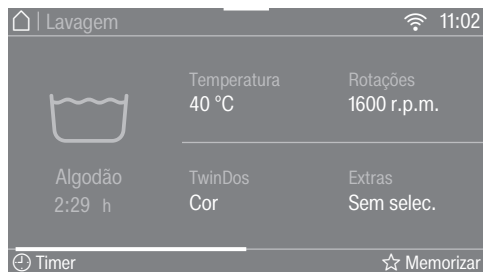 Lavagem 11:02
Temperatura Rotações
40 °C 1600 r.p.m.
Algodão TwinDos Extras
2:29 h Cor Sem selec.
Timer Memorizar